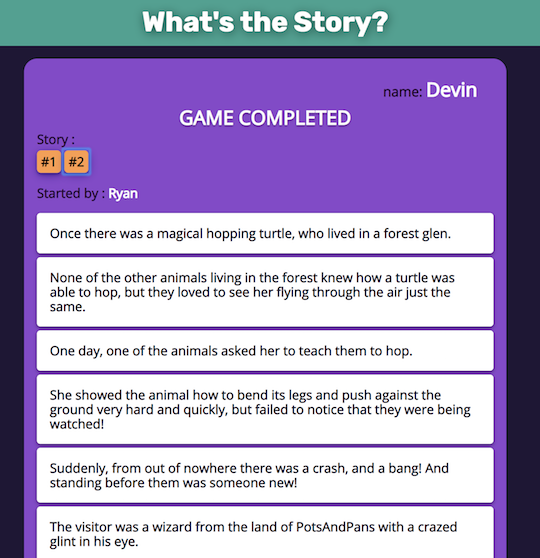 What's the Story?
name: Devin
GAME COMPLETED
Story :
#1 #2
Started by : Ryan
Once there was a magical hopping turtle, who lived in a forest glen.
None of the other animals living in the forest knew how a turtle was
able to hop, but they loved to see her flying through the air just the
same.
One day, one of the animals asked her to teach them to hop.
She showed the animal how to bend its legs and push against the
ground very hard and quickly, but failed to notice that they were being
watched!
Suddenly, from out of nowhere there was a crash, and a bang! And
standing before them was someone new!
The visitor was a wizard from the land of PotsAndPans with a crazed
glint in his eye.